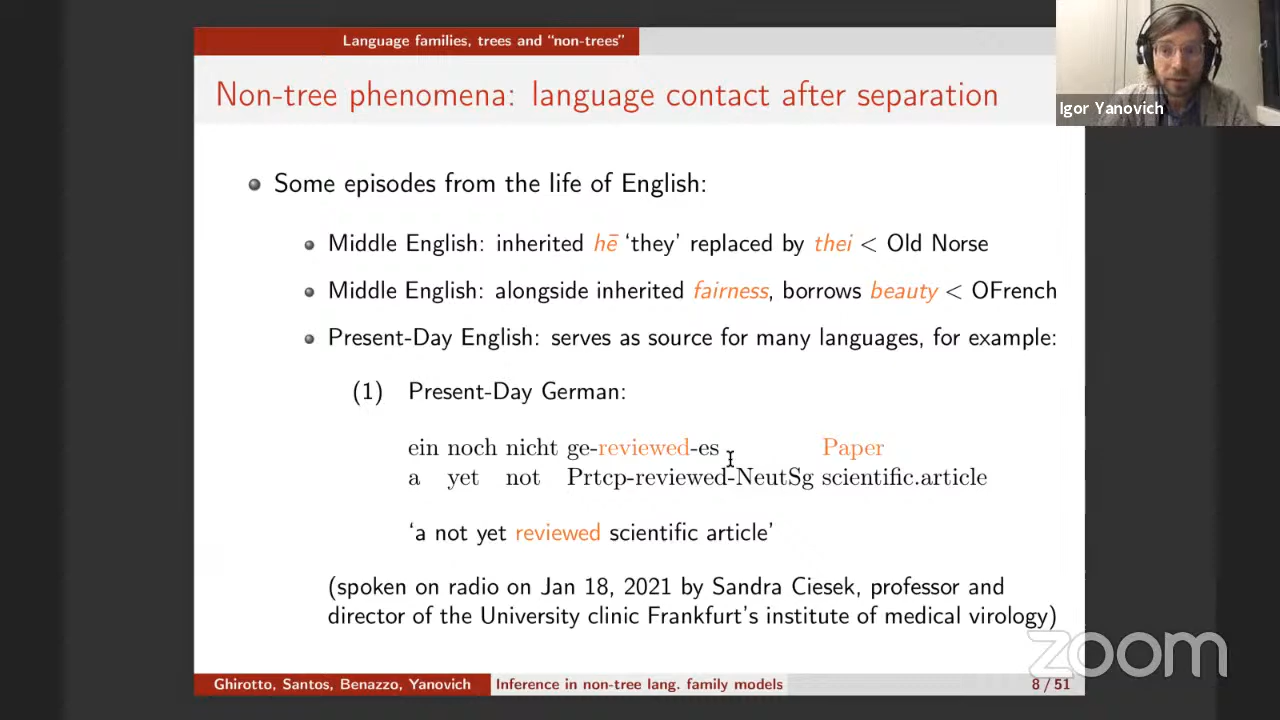 Language families, trees and “non-trees”
Non-tree phenomena: language contact after separation
Igor Yanovich
Some episodes from the life of English:
Middle English: inherited hē ‘they’ replaced by thei < Old Norse
Middle English: alongside inherited fairness, borrows beauty < OFrench
Present-Day English: serves as source for many languages, for example:
(1) Present-Day German:
ein noch nicht ge-reviewed-es Paper
a yet not Prtcp-reviewed-NeutSg scientific.article
‘a not yet reviewed scientific article’
(spoken on radio on Jan 18, 2021 by Sandra Ciesek, professor and
director of the University clinic Frankfurt’s institute of medical virology)
zoom
Ghirotto, Santos, Benazzo, Yanovich Inference in non-tree lang. family models 8 / 51